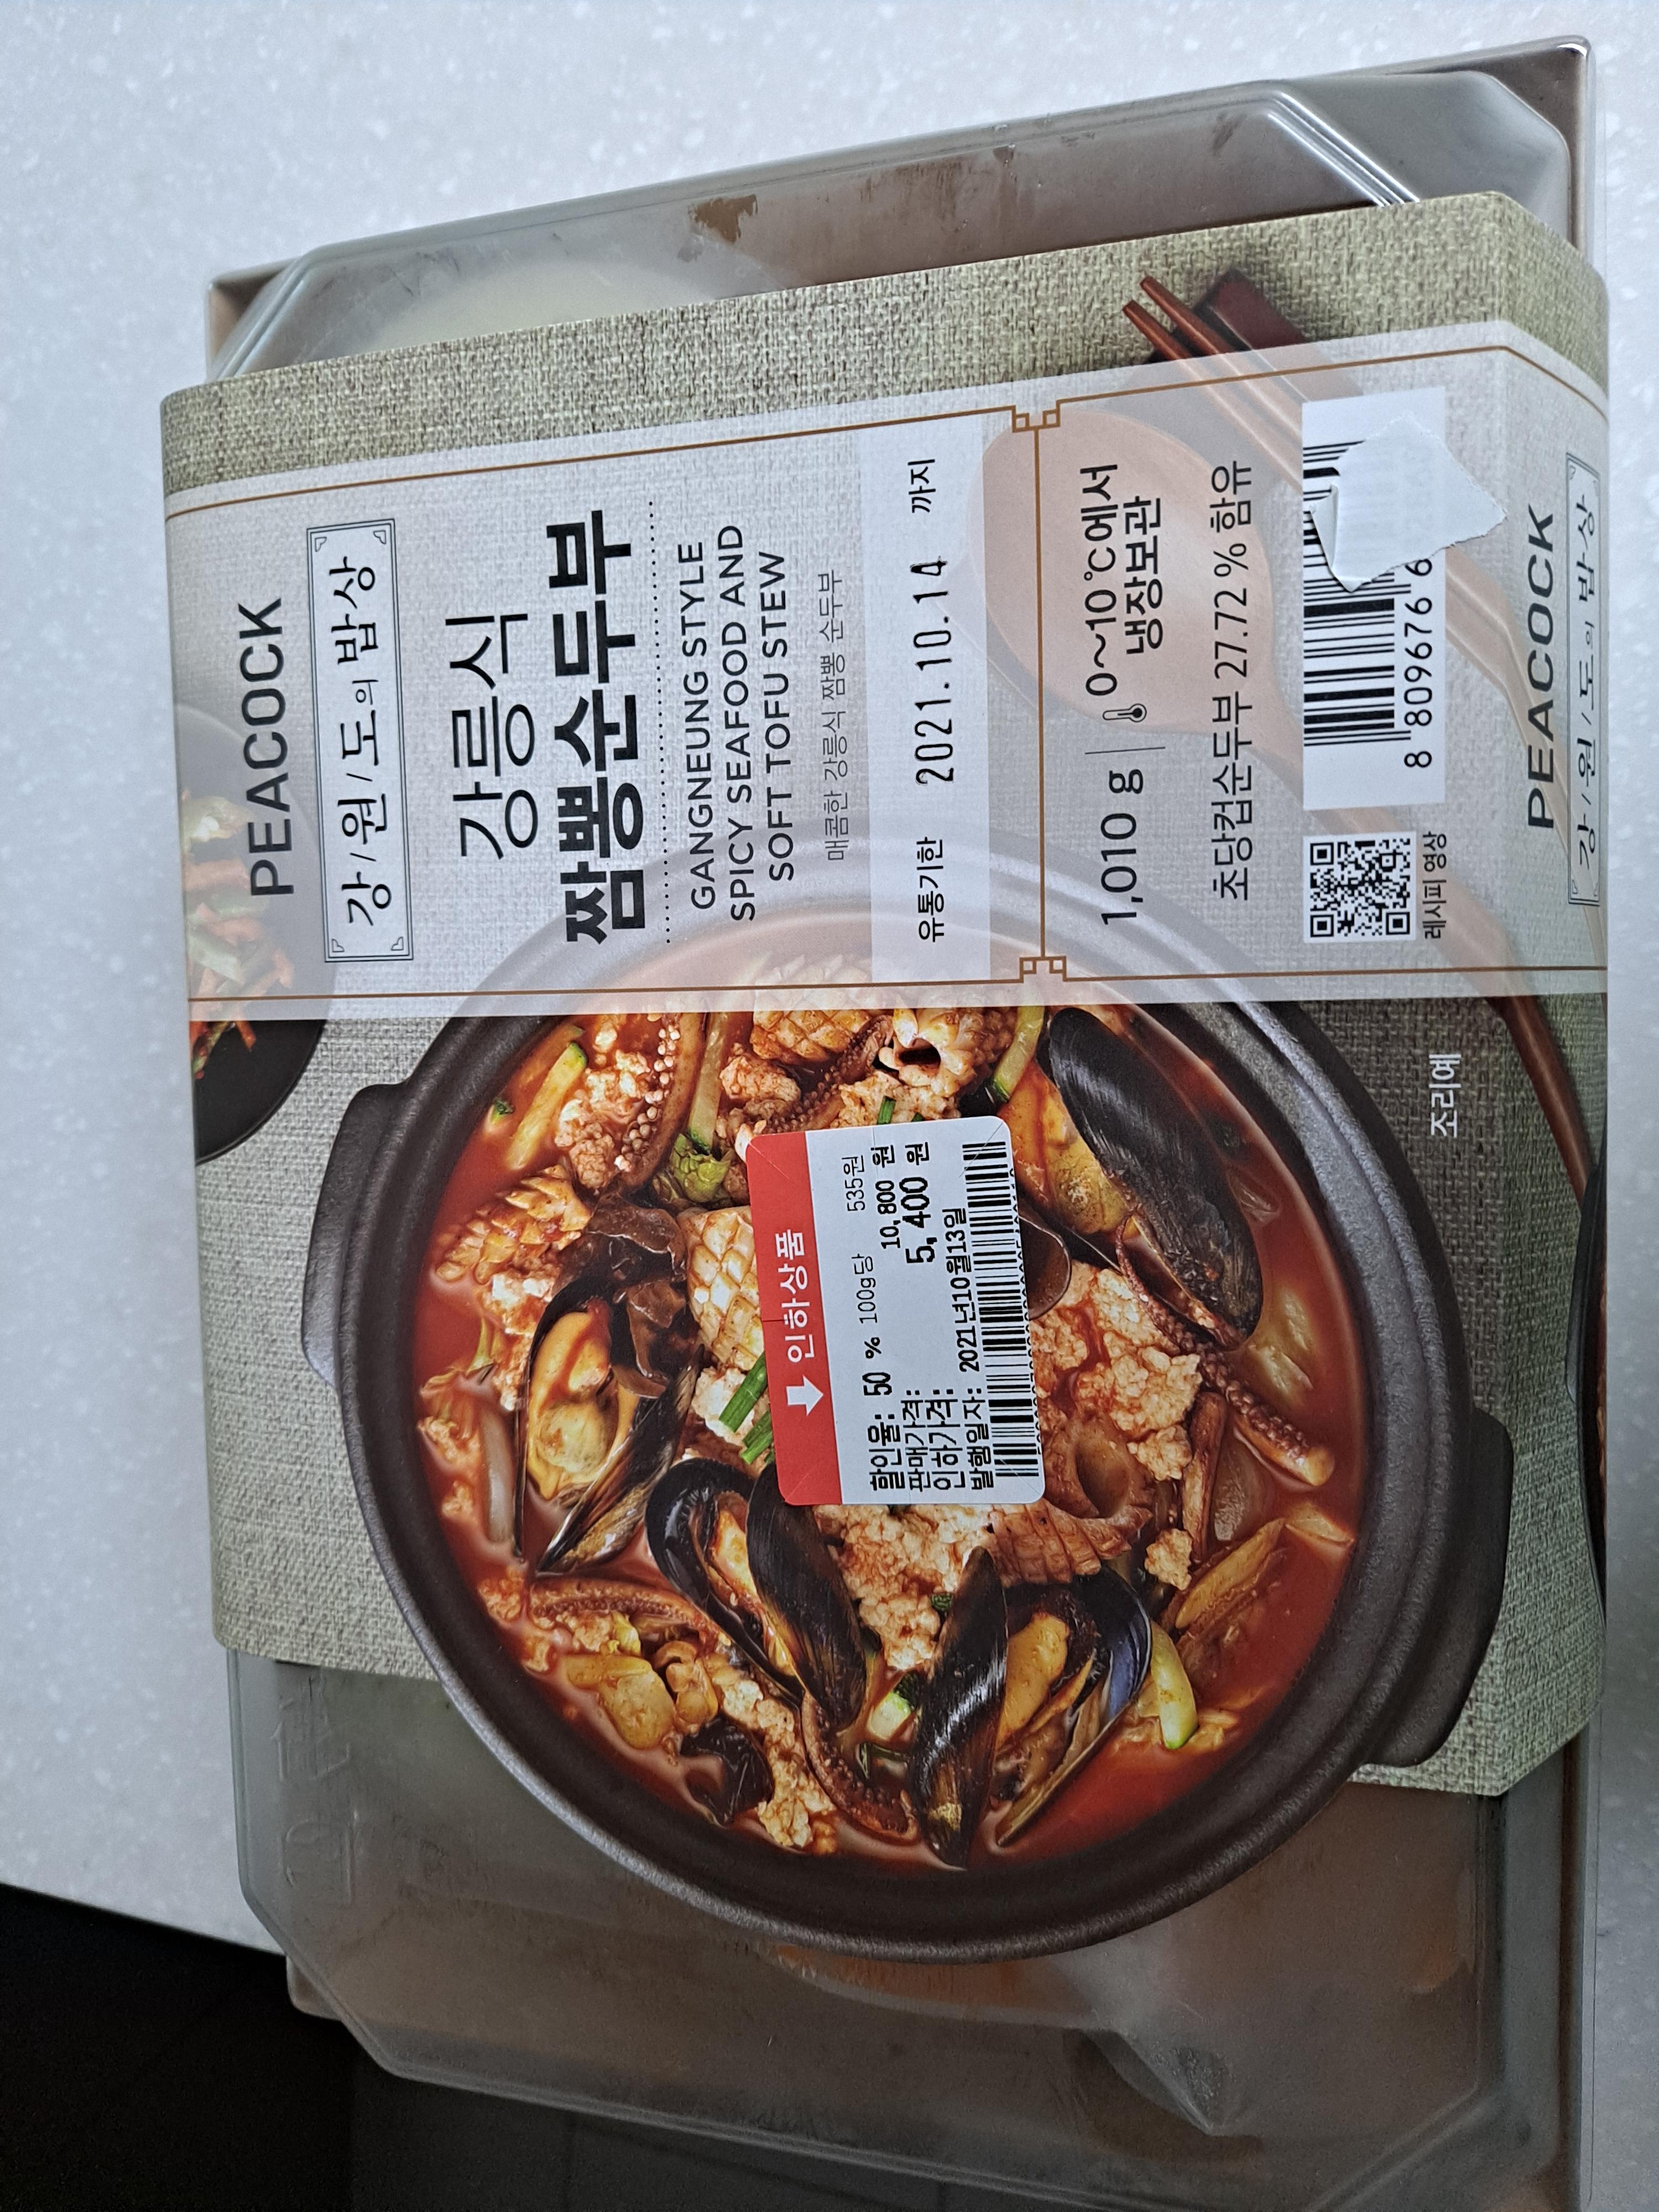 PEACOCK
강/원/도의 밥상
강릉식
짬뽕순두부
GANGNEUNG STYLE
SPICY SEAFOOD AND
SOFT TOFU STEW
매콤한 강릉식 짬뽕 순두부
유통기한 2021.10.14 까지
1,010 g 0~10℃에서
냉장보관
초당컵순두부 27.72 % 함유
레시피 영상
8 809676 6
PEACOCK
강/원/도의 밥상
조리예
인하상품
할인율: 50 % 100g당 535원
판매가격: 10,800 원
인하가격: 5,400 원
발행일자: 2021년10월13일